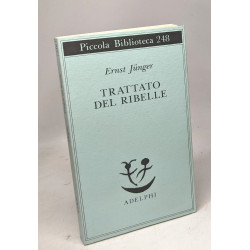 Piccola Biblioteca 248
Ernst Jünger
TRATTATO
DEL RIBELLE
ADELPHI